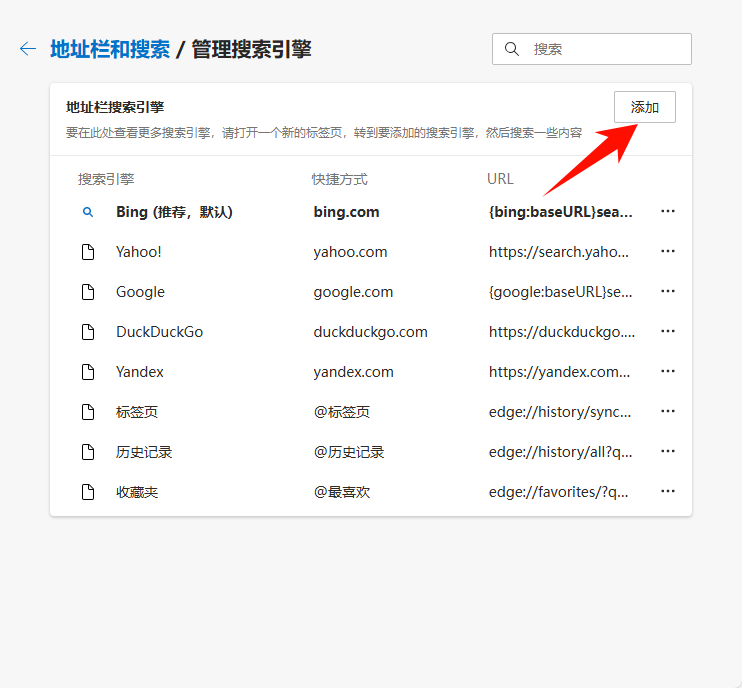 地址栏和搜索 / 管理搜索引擎
搜索
地址栏搜索引擎
添加
要在此处查看更多搜索引擎，请打开一个新的标签页，转到要添加的搜索引擎，然后搜索一些内容
搜索引擎 快捷方式 URL
Bing (推荐，默认) bing.com {bing:baseURL}sea...
Yahoo! yahoo.com https://search.yaho...
Google google.com {google:baseURL}se...
DuckDuckGo duckduckgo.com https://duckduckgo....
Yandex yandex.com https://yandex.com...
标签页 @标签页 edge://history/sync...
历史记录 @历史记录 edge://history/all?q...
收藏夹 @最喜欢 edge://favorites/?q...